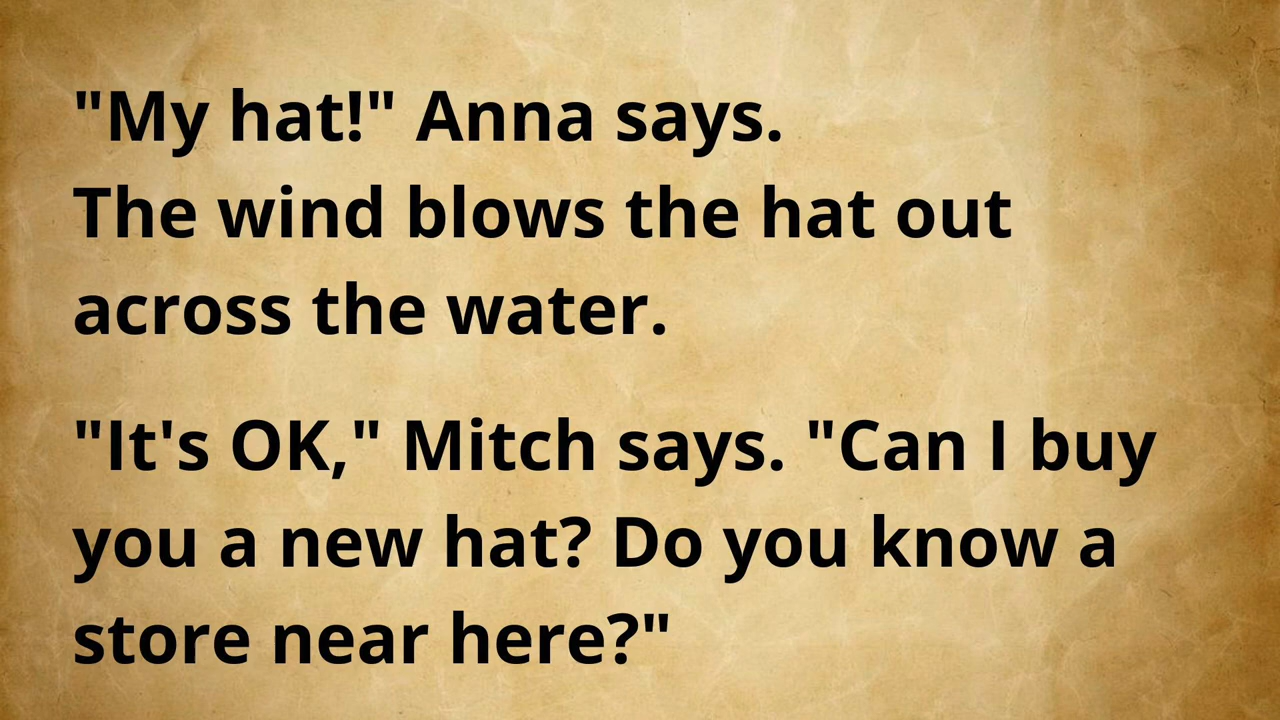 "My hat!" Anna says.
The wind blows the hat out
across the water.
"It's OK," Mitch says. "Can I buy
you a new hat? Do you know a
store near here?"